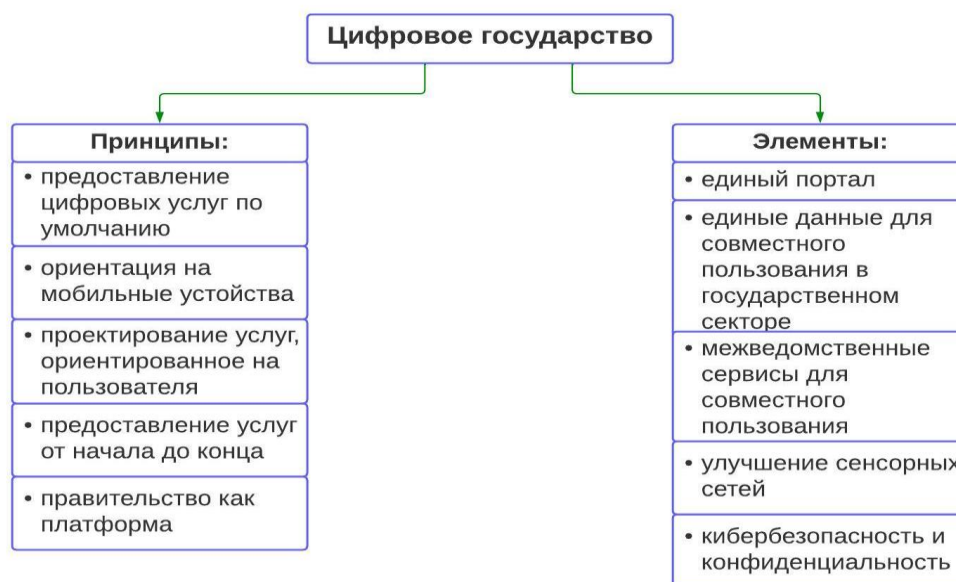 Цифровое государство
Принципы:
• предоставление
цифровых услуг по
умолчанию
• ориентация на
мобильные устойства
• проектирование услуг,
ориентированное на
пользователя
• предоставление услуг
от начала до конца
• правительство как
платформа
Элементы:
• единый портал
• единые данные для
совместного
пользования в
государственном
секторе
• межведомственные
сервисы для
совместного
пользования
• улучшение сенсорных
сетей
• кибербезопасность и
конфиденциальность